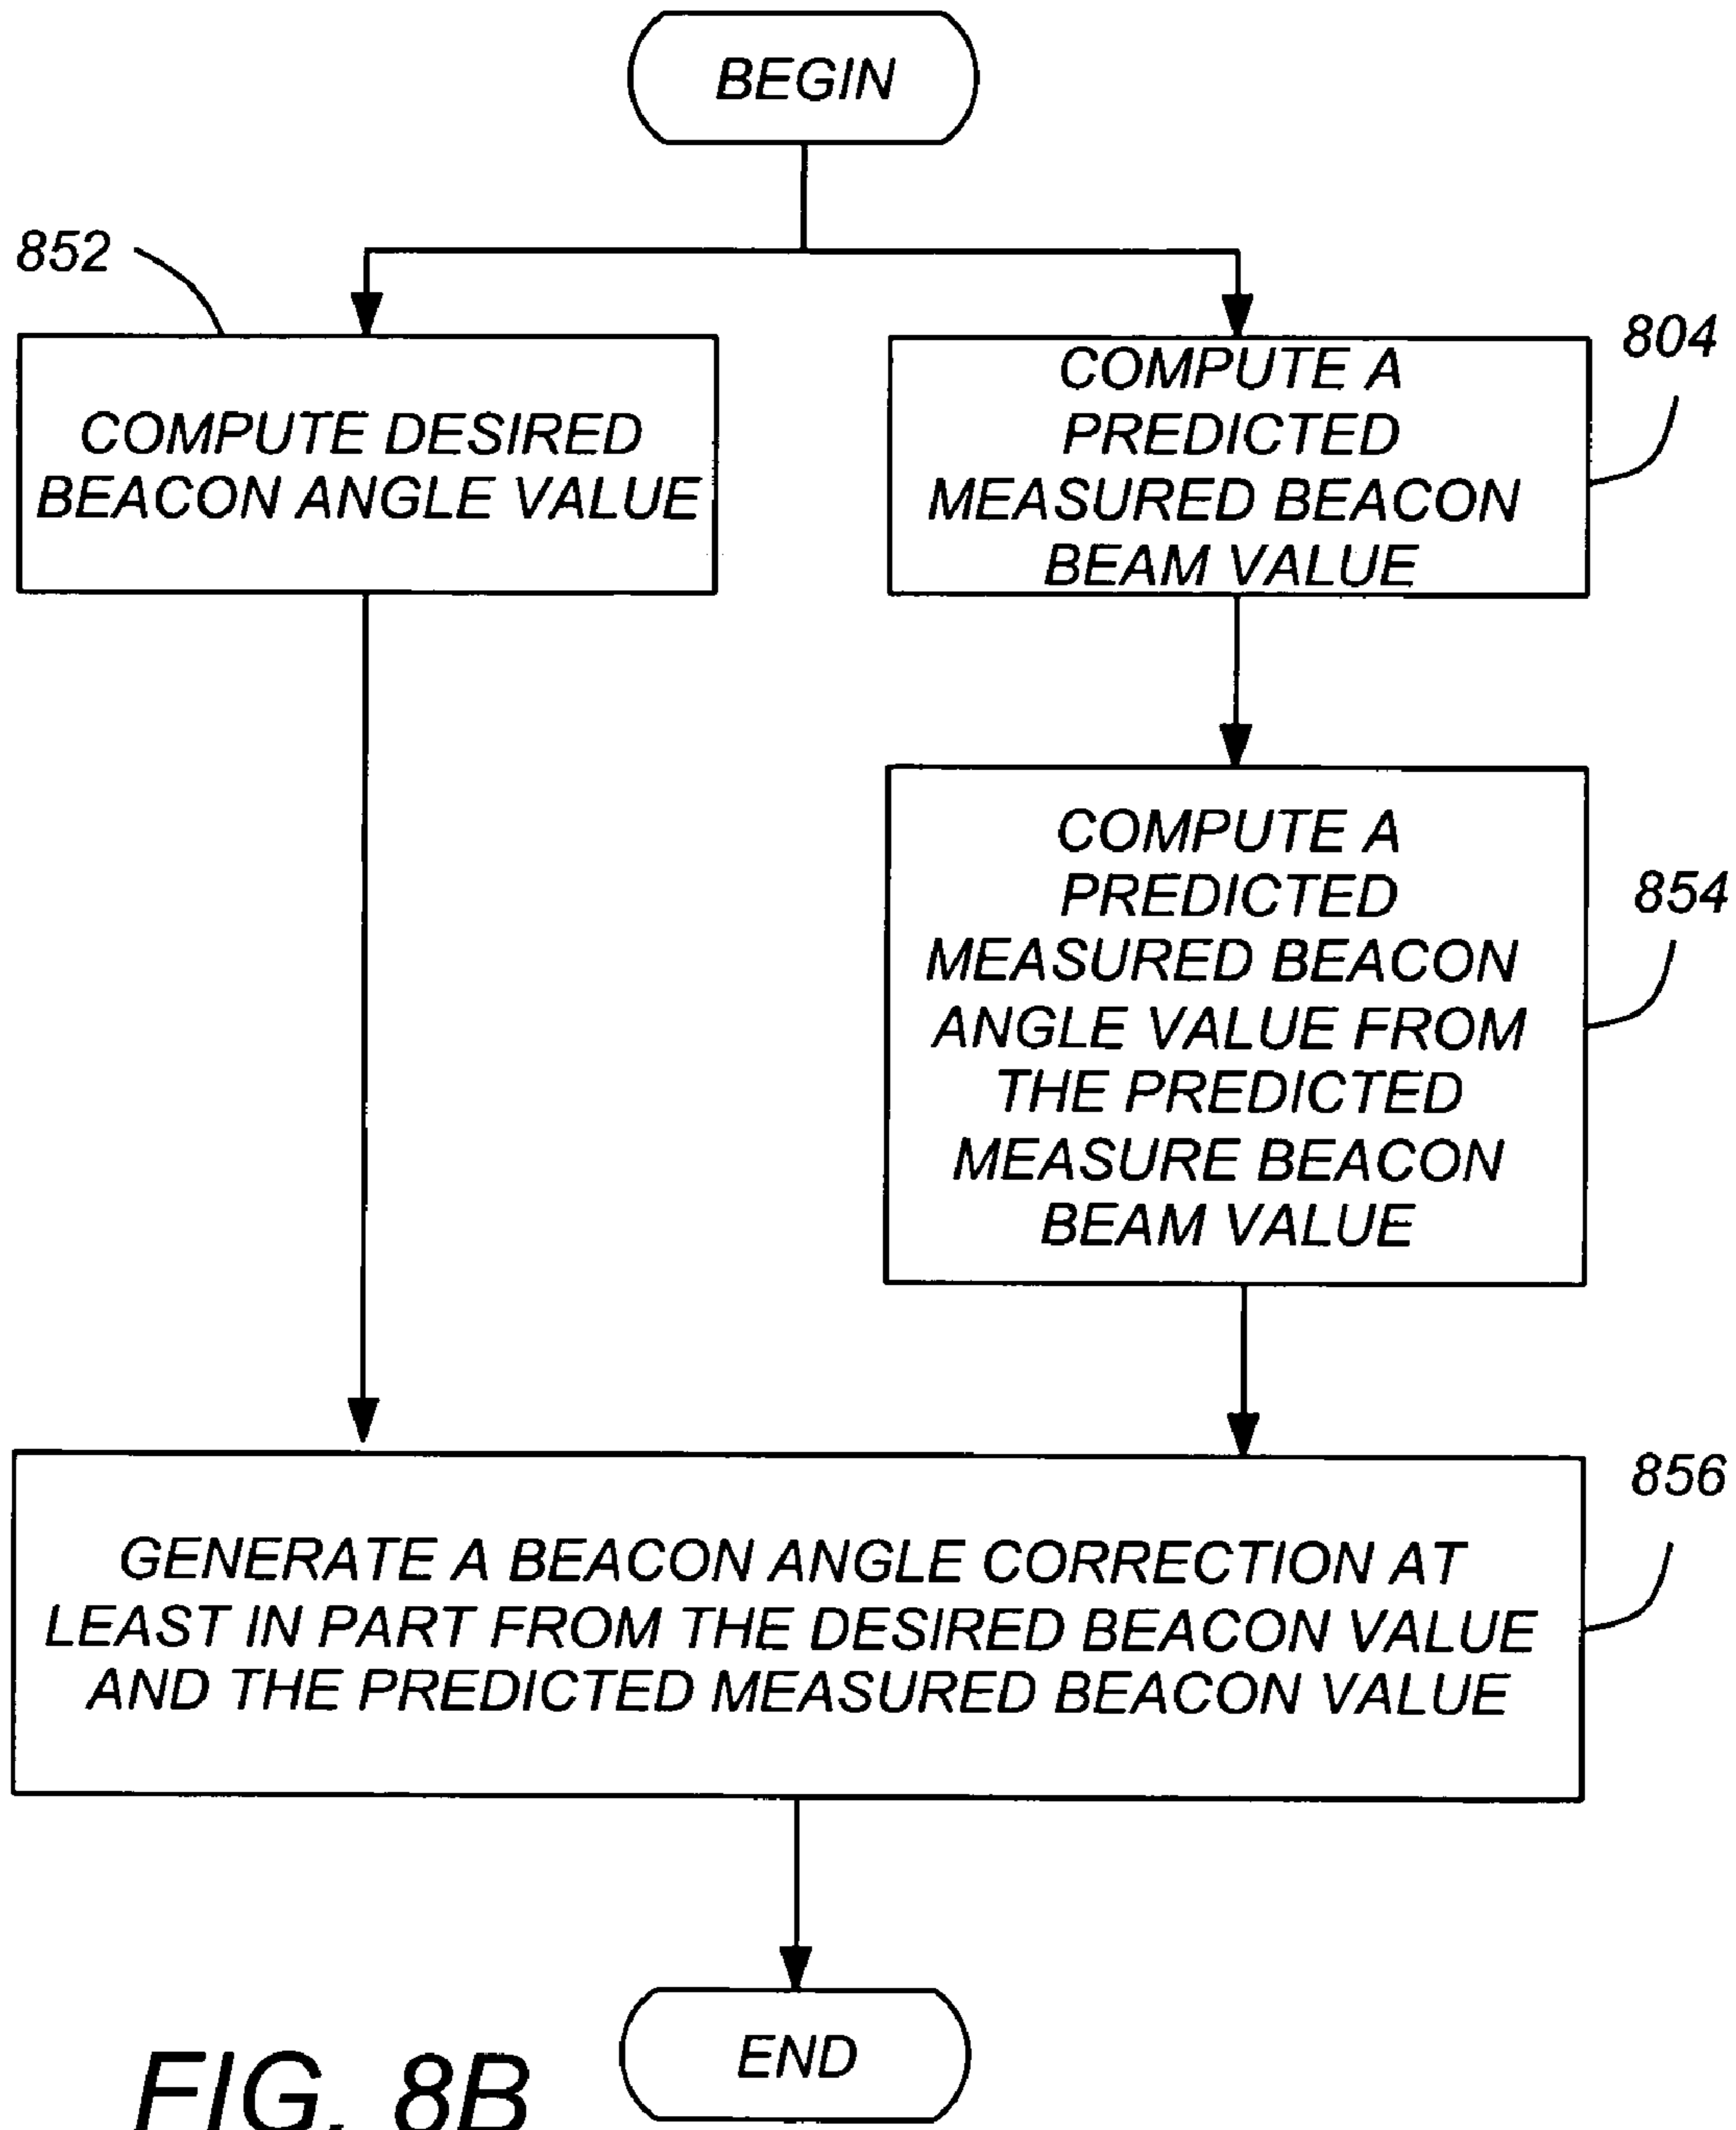 BEGIN
852
COMPUTE DESIRED
BEACON ANGLE VALUE
804
COMPUTE A
PREDICTED
MEASURED BEACON
BEAM VALUE
854
COMPUTE A
PREDICTED
MEASURED BEACON
ANGLE VALUE FROM
THE PREDICTED
MEASURE BEACON
BEAM VALUE
856
GENERATE A BEACON ANGLE CORRECTION AT
LEAST IN PART FROM THE DESIRED BEACON VALUE
AND THE PREDICTED MEASURED BEACON VALUE
END
FIG. 8B